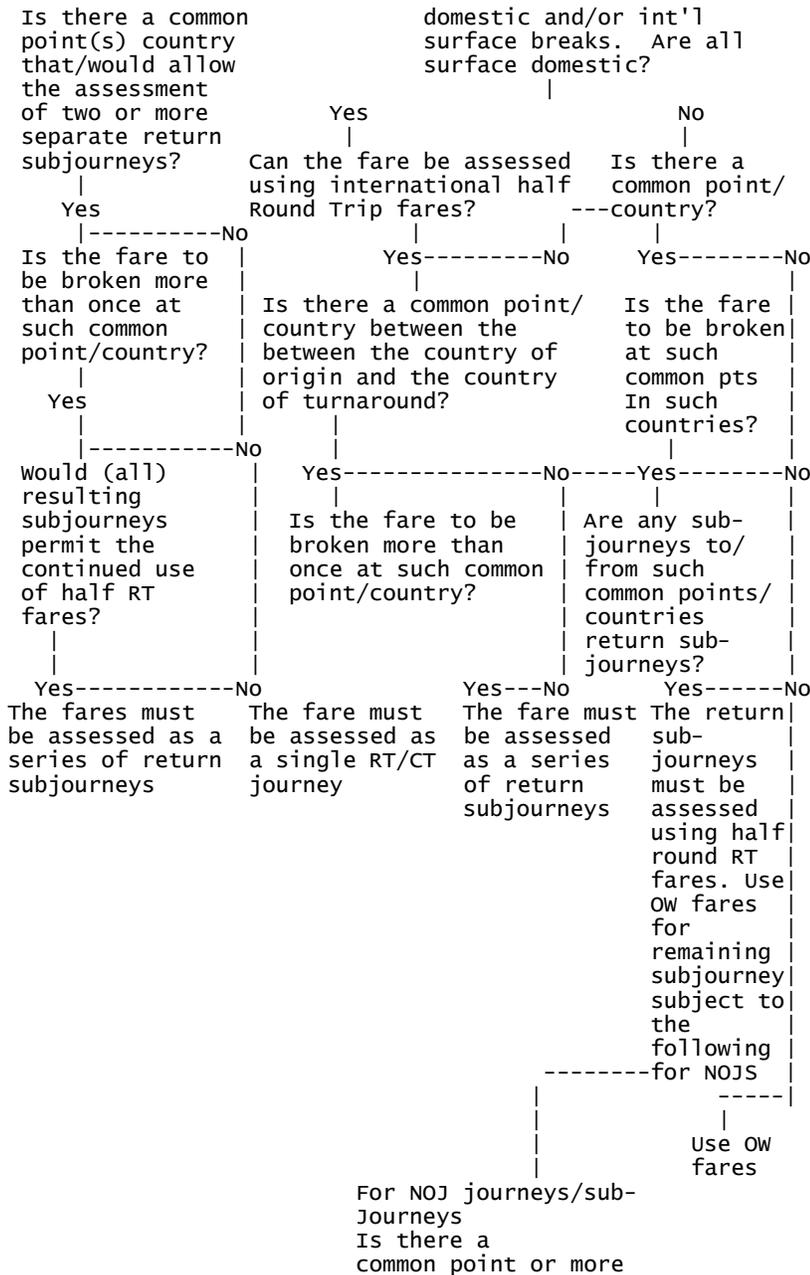 Is there a common
point(s) country
that/would allow
the assessment
of two or more
separate return
subjourneys?
Yes
No
Is the fare to
be broken more
than once at
such common
point/country?
Yes
No
Would (all)
resulting
subjourneys
permit the
continued use
of half RT
fares?
Yes
No
The fares must
be assessed as a
series of return
subjourneys
The fare must
be assessed as
a single RT/CT
journey
domestic and/or int'l
surface breaks. Are all
surface domestic?
Yes
No
Can the fare be assessed
using international half
Round Trip fares?
Yes
No
Is there a common point/
country between the
between the country of
origin and the country
of turnaround?
Yes
No
Is the fare to be
broken more than
once at such common
point/country?
Yes
No
The fare must
be assessed
as a series
of return
subjourneys
Is there a
common point/
country?
Yes
No
Is the fare
to be broken
at such
common pts
In such
countries?
Yes
No
Are any sub-
journeys to/
from such
common points/
countries
return sub-
journeys?
Yes
No
The return
sub-
journeys
must be
assessed
using half
round RT
fares. Use
OW fares
for
remaining
subjourney
subject to
the
following
for NOJS
Use OW
fares
For NOJ journeys/sub-
Journeys
Is there a
common point or more